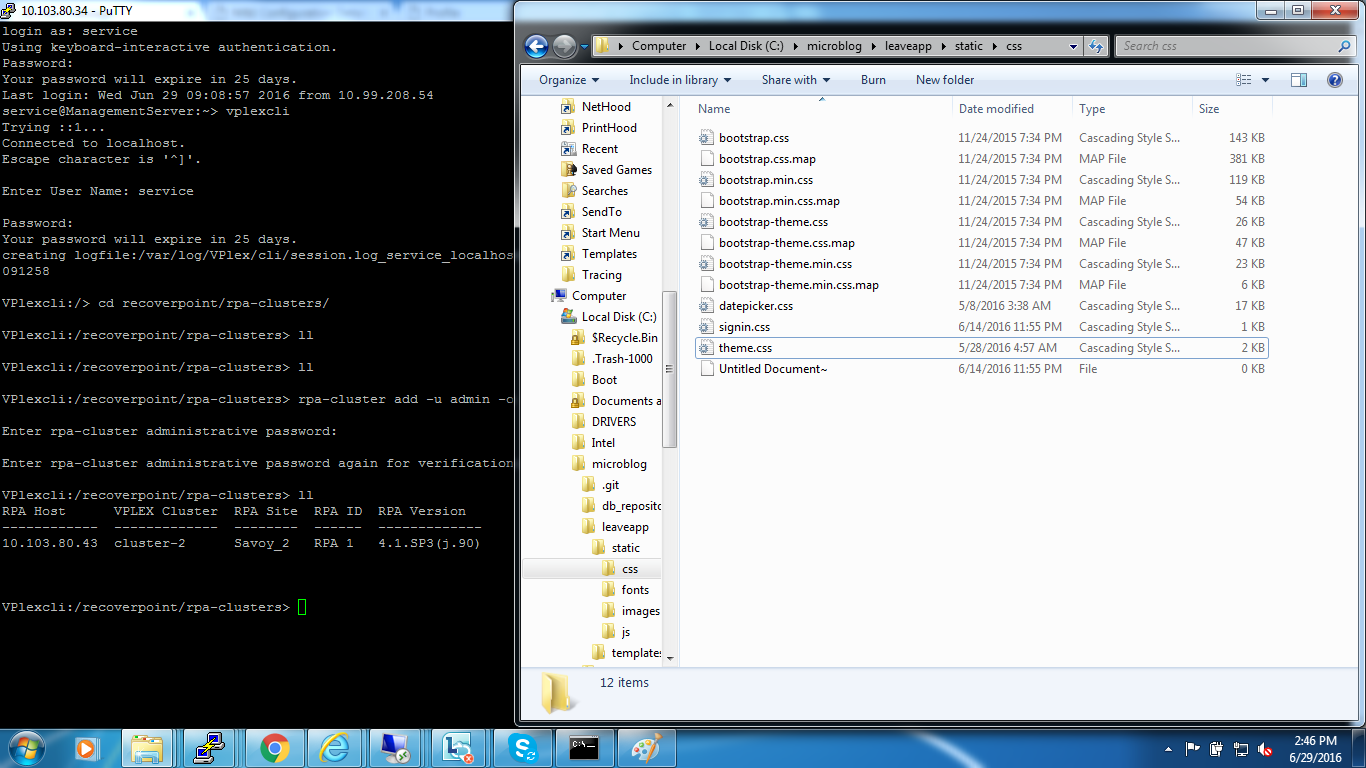 10.103.80.34 - PuTTY
login as: service
Using keyboard-interactive authentication.
Password:
Your password will expire in 25 days.
Last login: Wed Jun 29 09:08:57 2016 from 10.99.208.54
service@ManagementServer:~> vplexcli
Trying ::1...
Connected to localhost.
Escape character is '^]'.
Enter User Name: service
Password:
Your password will expire in 25 days.
creating logfile:/var/log/VPlex/cli/session.log_service_localhos
091258
VPlexcli:/> cd recoverpoint/rpa-clusters/
VPlexcli:/recoverpoint/rpa-clusters> ll
VPlexcli:/recoverpoint/rpa-clusters> ll
VPlexcli:/recoverpoint/rpa-clusters> rpa-cluster add -u admin -o
Enter rpa-cluster administrative password:
Enter rpa-cluster administrative password again for verification
VPlexcli:/recoverpoint/rpa-clusters> ll
RPA Host VPLEX Cluster RPA Site RPA ID RPA Version
------------ ------------- -------- ------ -------------
10.103.80.43 cluster-2 Savoy_2 RPA 1 4.1.SP3(j.90)
VPlexcli:/recoverpoint/rpa-clusters>
Computer Local Disk (C:) microblog leaveapp static css
Search css
Organize Include in library Share with Burn New folder
NetHood
PrintHood
Recent
Saved Games
Searches
SendTo
Start Menu
Templates
Tracing
Computer
Local Disk (C:)
$Recycle.Bin
.Trash-1000
Boot
Documents a
DRIVERS
Intel
microblog
.git
db_reposito
leaveapp
static
css
fonts
images
js
templates
Name Date modified Type Size
bootstrap.css 11/24/2015 7:34 PM Cascading Style S... 143 KB
bootstrap.css.map 11/24/2015 7:34 PM MAP File 381 KB
bootstrap.min.css 11/24/2015 7:34 PM Cascading Style S... 119 KB
bootstrap.min.css.map 11/24/2015 7:34 PM MAP File 54 KB
bootstrap-theme.css 11/24/2015 7:34 PM Cascading Style S... 26 KB
bootstrap-theme.css.map 11/24/2015 7:34 PM MAP File 47 KB
bootstrap-theme.min.css 11/24/2015 7:34 PM Cascading Style S... 23 KB
bootstrap-theme.min.css.map 11/24/2015 7:34 PM MAP File 6 KB
datepicker.css 5/8/2016 3:38 AM Cascading Style S... 17 KB
signin.css 6/14/2016 11:55 PM Cascading Style S... 1 KB
theme.css 5/28/2016 4:57 AM Cascading Style S... 2 KB
Untitled Document~ 6/14/2016 11:55 PM File 0 KB
12 items
2:46 PM
6/29/2016